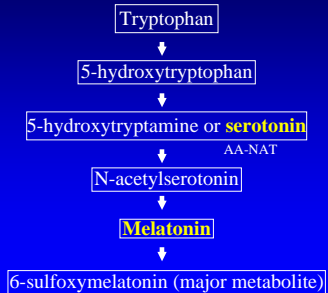 Tryptophan
5-hydroxytryptophan
5-hydroxytryptamine or serotonin
AA-NAT
N-acetylserotonin
Melatonin
6-sulfoxymelatonin (major metabolite)